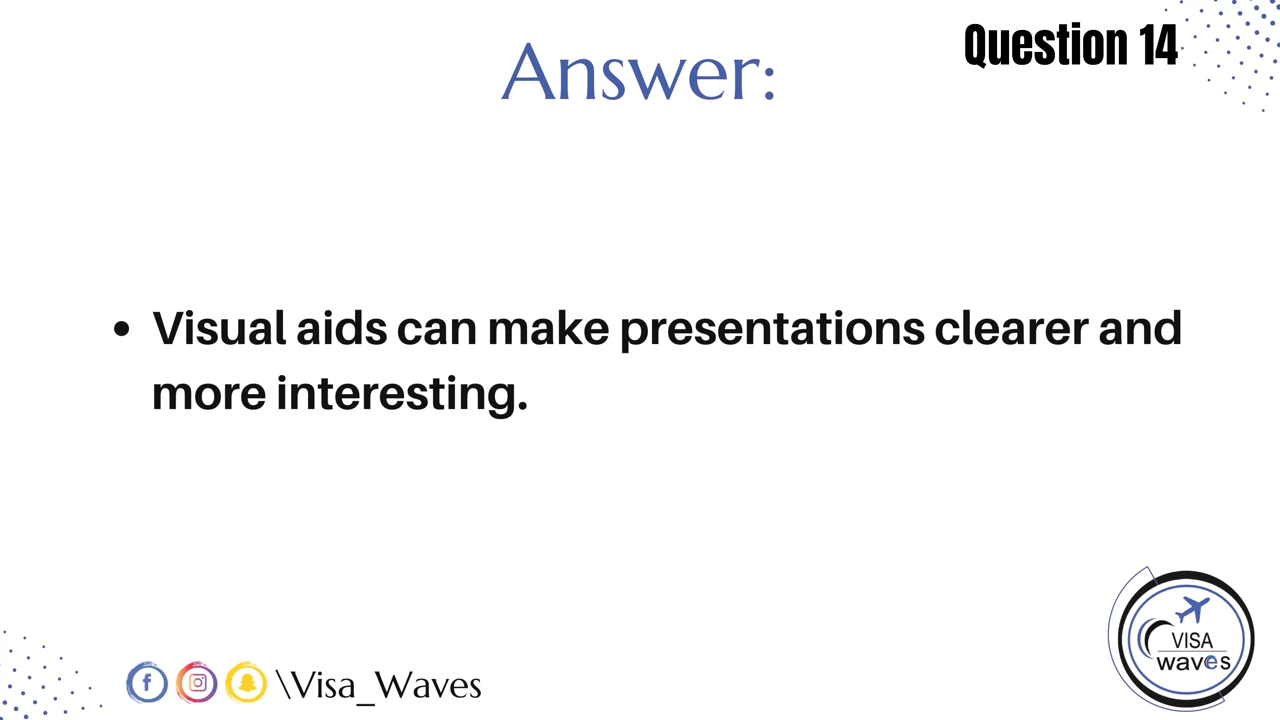 Question 14
Answer:
• Visual aids can make presentations clearer and
more interesting.
\Visa_Waves
VISA
waves